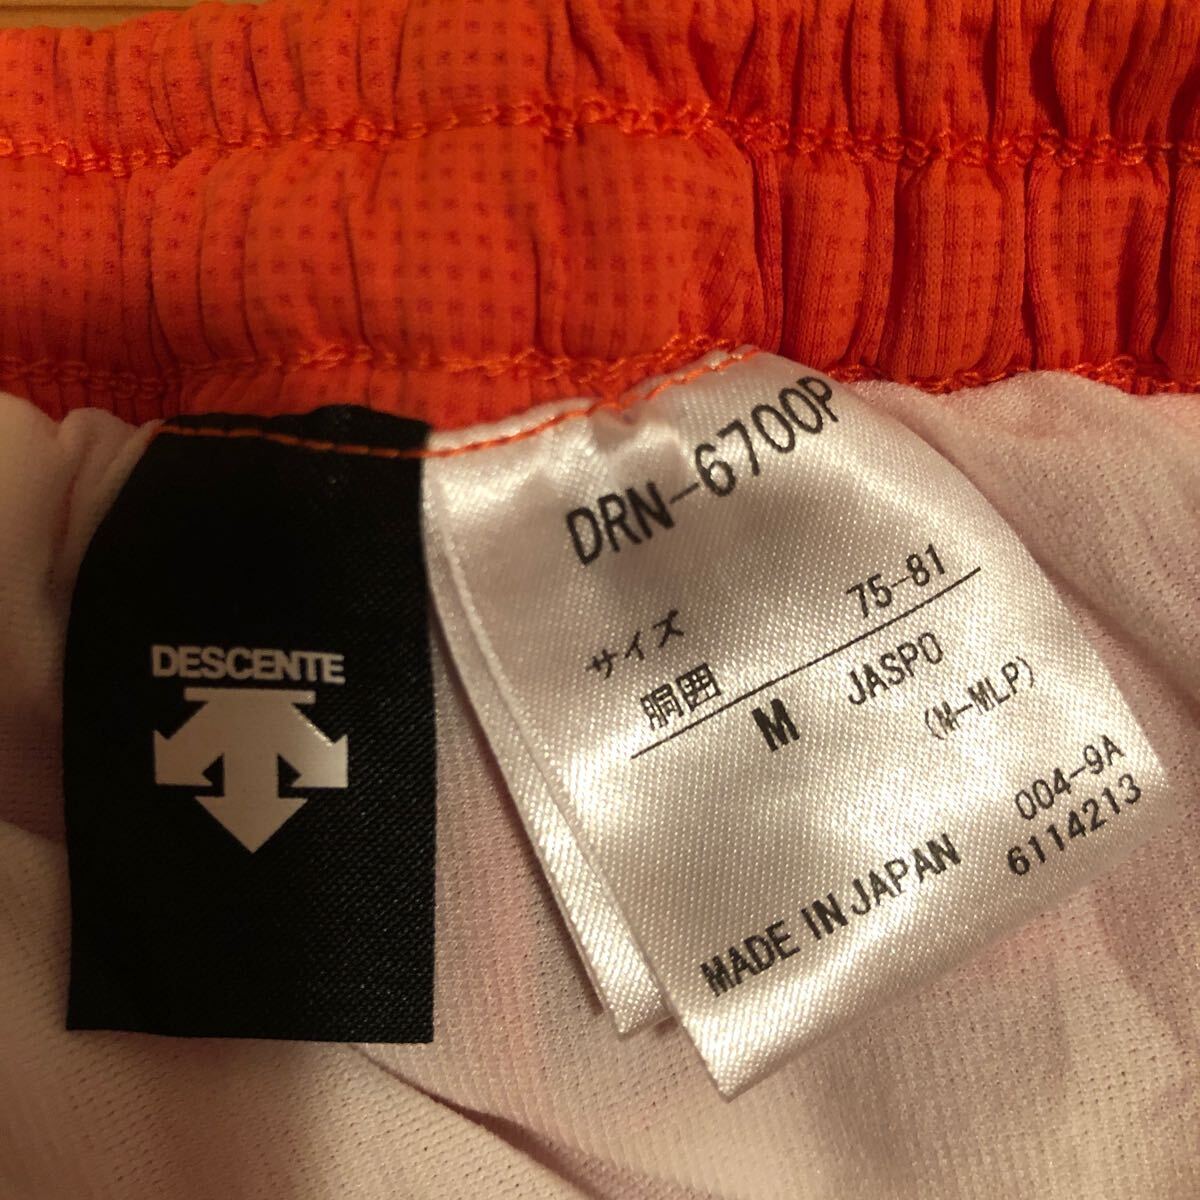 DESCENTE
DRN-6700P
サイズ
胴囲 75-81
M JASPO
(M-MLP)
004-9A
MADE IN JAPAN 6114213